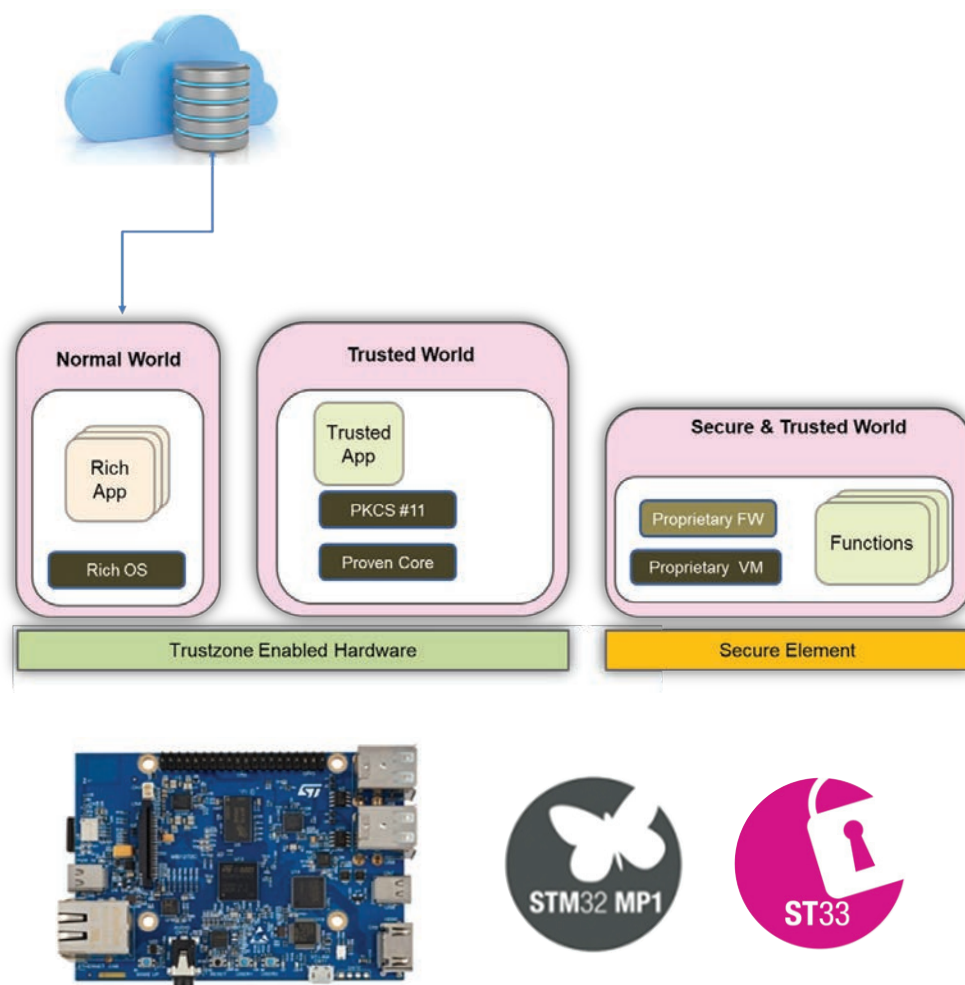 Normal World
Trusted World
Secure & Trusted World
Rich
App
Rich OS
Trusted
App
PKCS #11
Proven Core
Proprietary FW
Proprietary VM
Functions
Trustzone Enabled Hardware
Secure Element
STM32 MP1
ST33